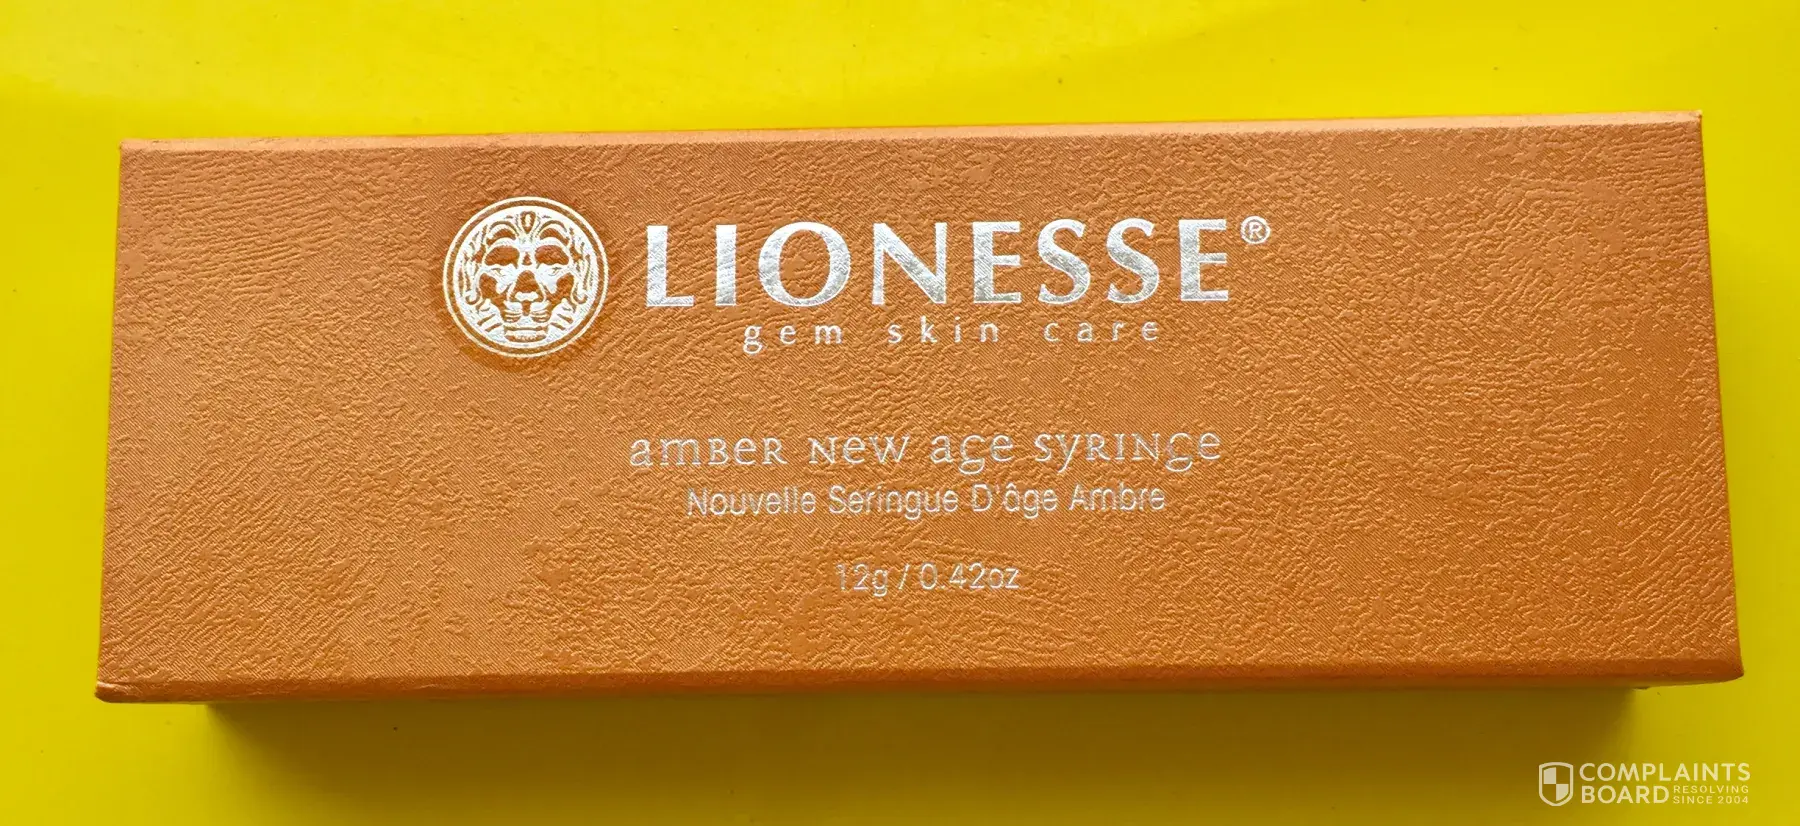 LIONESSE®
gem skin care
amBeR New age SyRINge
Nouvelle Seringue D'âge Ambre
12g / 0.42oz
COMPLAINTS
BOARD RESOLVING
SINCE 2004